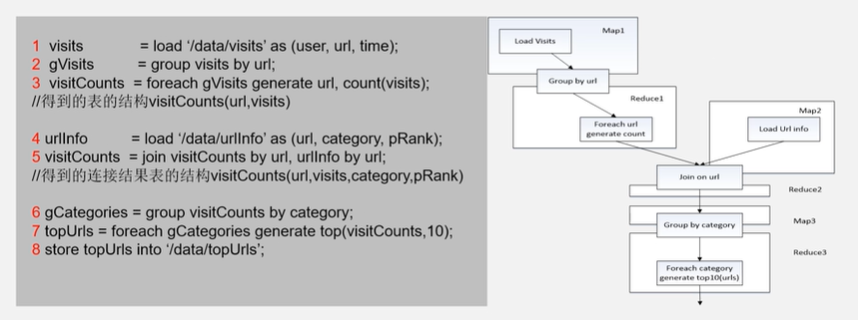 1 visits = load ‘/data/visits’ as (user, url, time);
2 gVisits = group visits by url;
3 visitCounts = foreach gVisits generate url, count(visits);
//得到的表的结构visitCounts(url,visits)
4 urlInfo = load ‘/data/urlInfo’ as (url, category, pRank);
5 visitCounts = join visitCounts by url, urlInfo by url;
//得到的连接结果表的结构visitCounts(url,visits,category,pRank)
6 gCategories = group visitCounts by category;
7 topUrls = foreach gCategories generate top(visitCounts,10);
8 store topUrls into ‘/data/topUrls’;
Map1
Load Visits
Group by url
Reduce1
Foreach url
generate count
Map2
Load Url info
Join on url
Reduce2
Map3
Group by category
Reduce3
Foreach category
generate top10(urls)